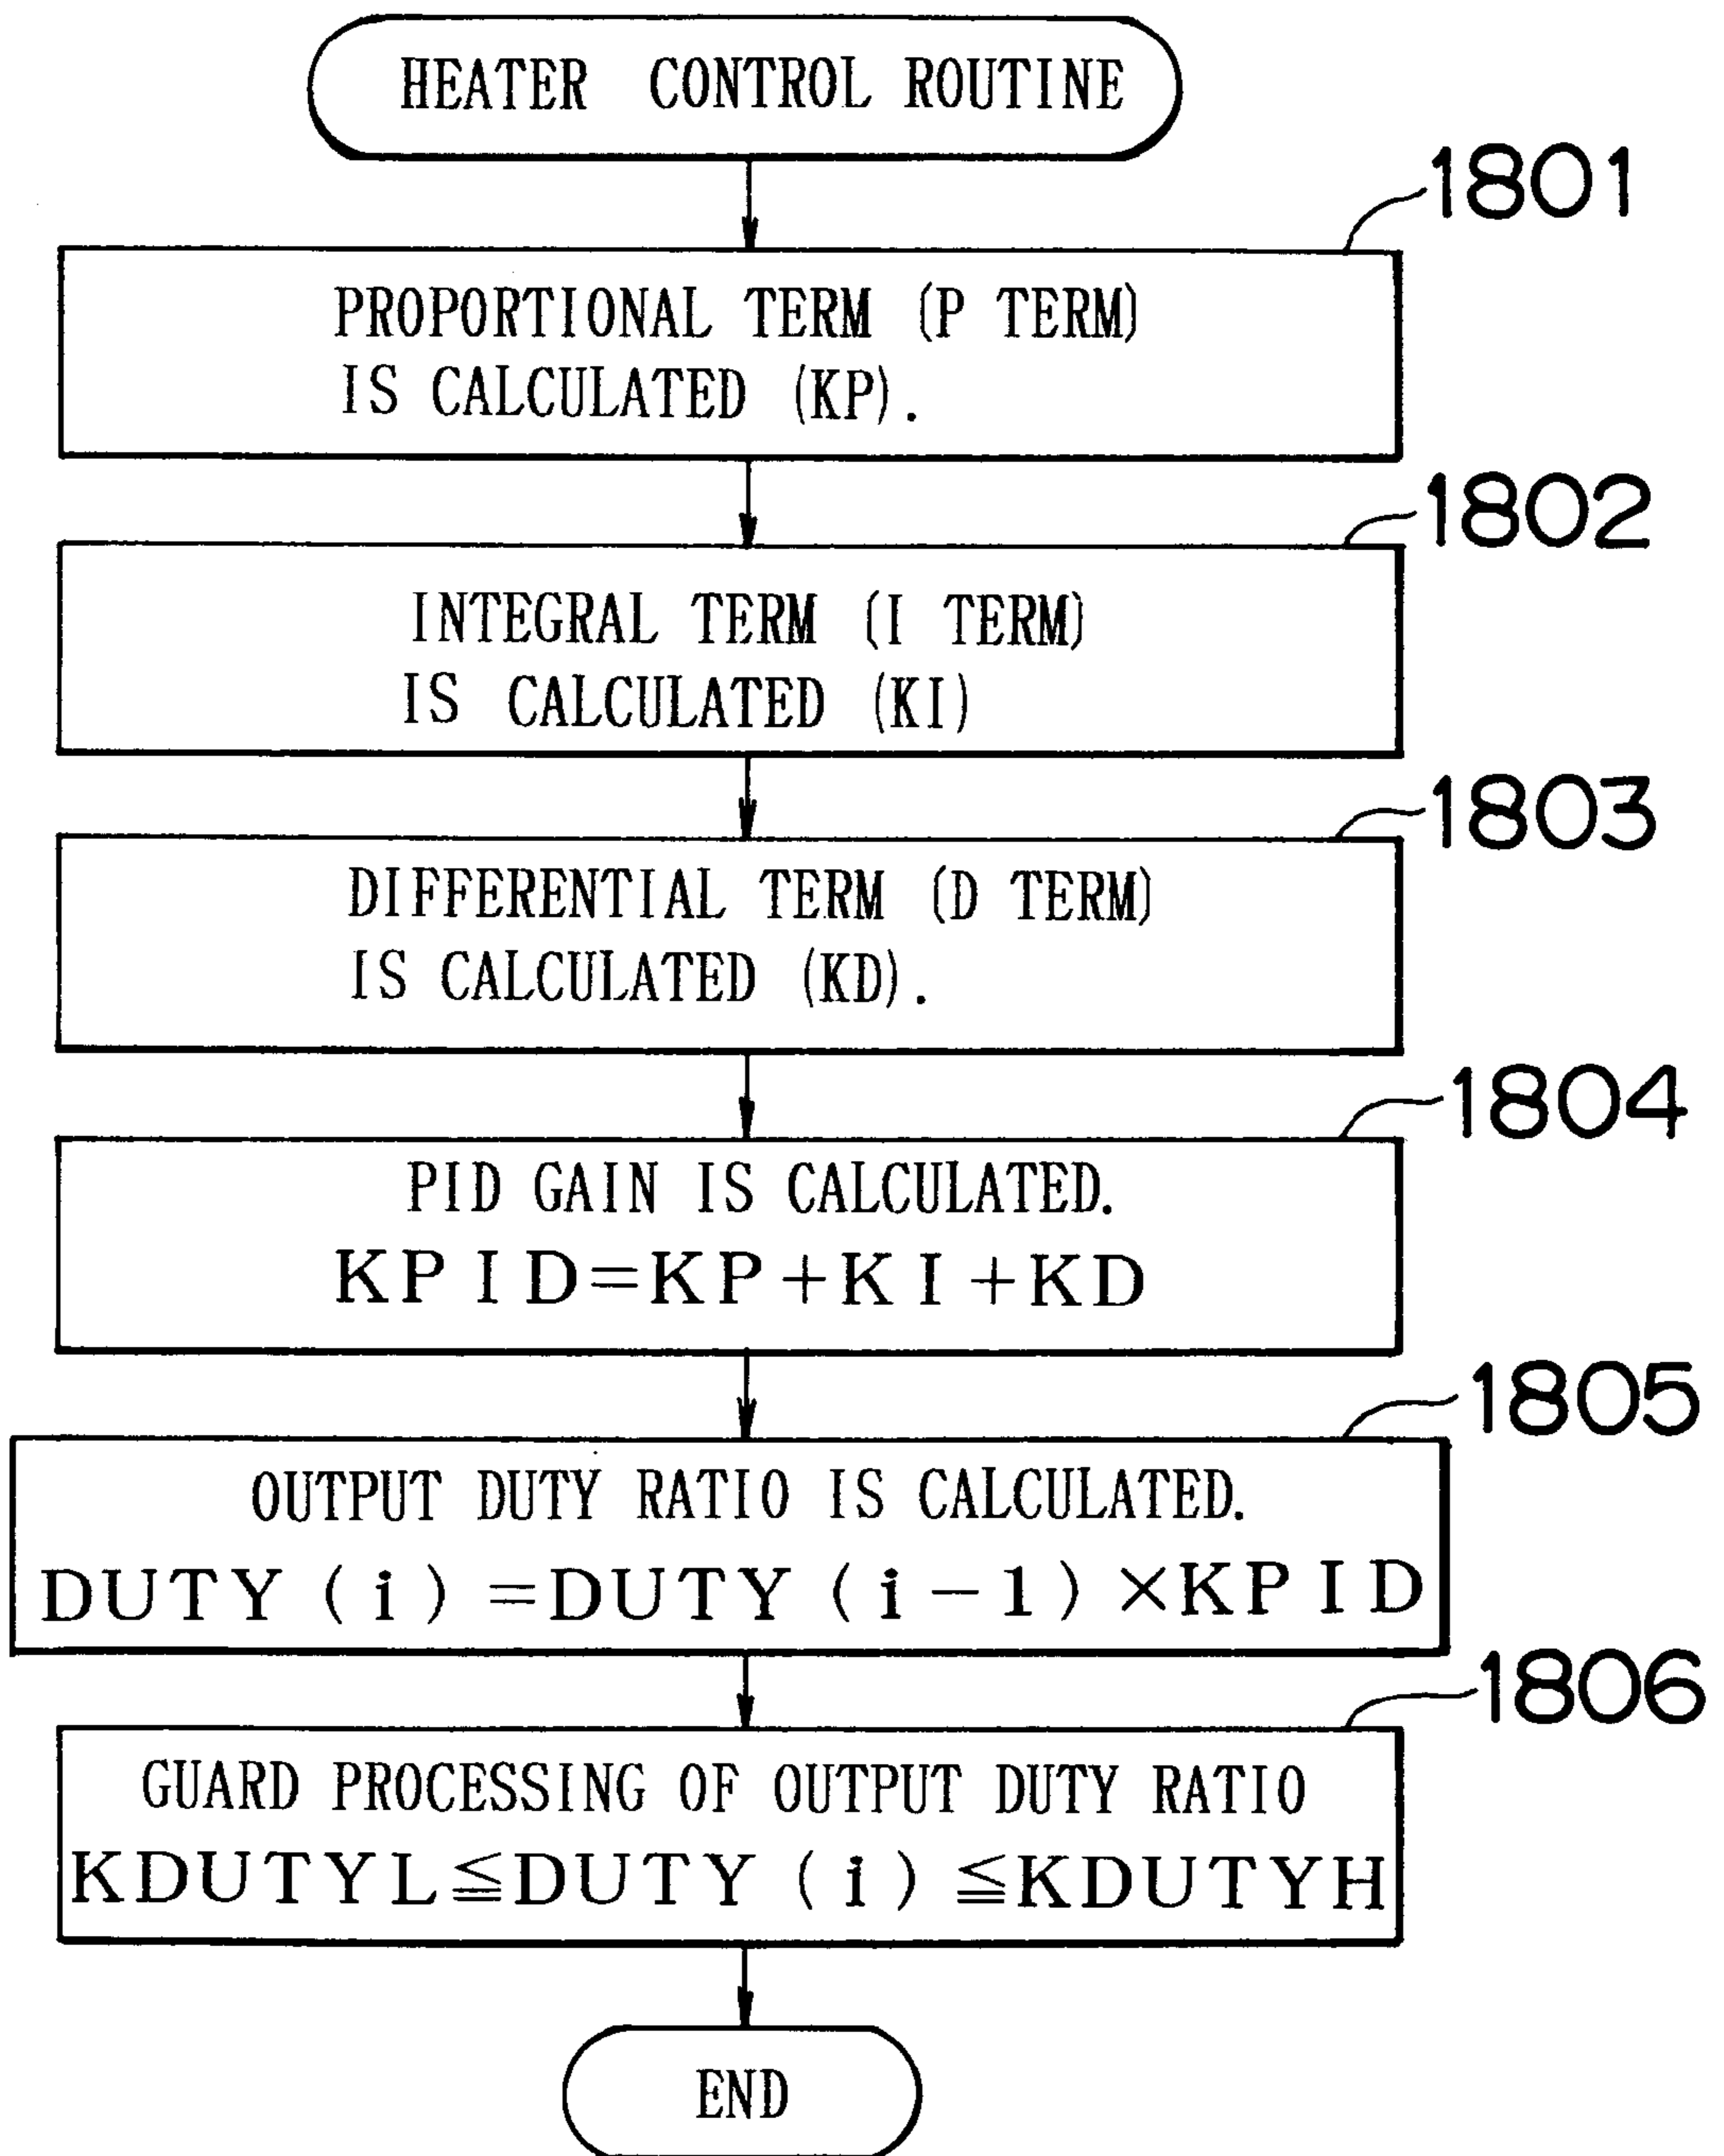 HEATER CONTROL ROUTINE
1801
PROPORTIONAL TERM (P TERM)
IS CALCULATED (KP).
1802
INTEGRAL TERM (I TERM)
IS CALCULATED (KI)
1803
DIFFERENTIAL TERM (D TERM)
IS CALCULATED (KD).
1804
PID GAIN IS CALCULATED.
KPID=KP+KI+KD
1805
OUTPUT DUTY RATIO IS CALCULATED.
DUTY (i) =DUTY (i-1) ×KPID
1806
GUARD PROCESSING OF OUTPUT DUTY RATIO
KDUTYL≦DUTY (i) ≦KDUTYH
END